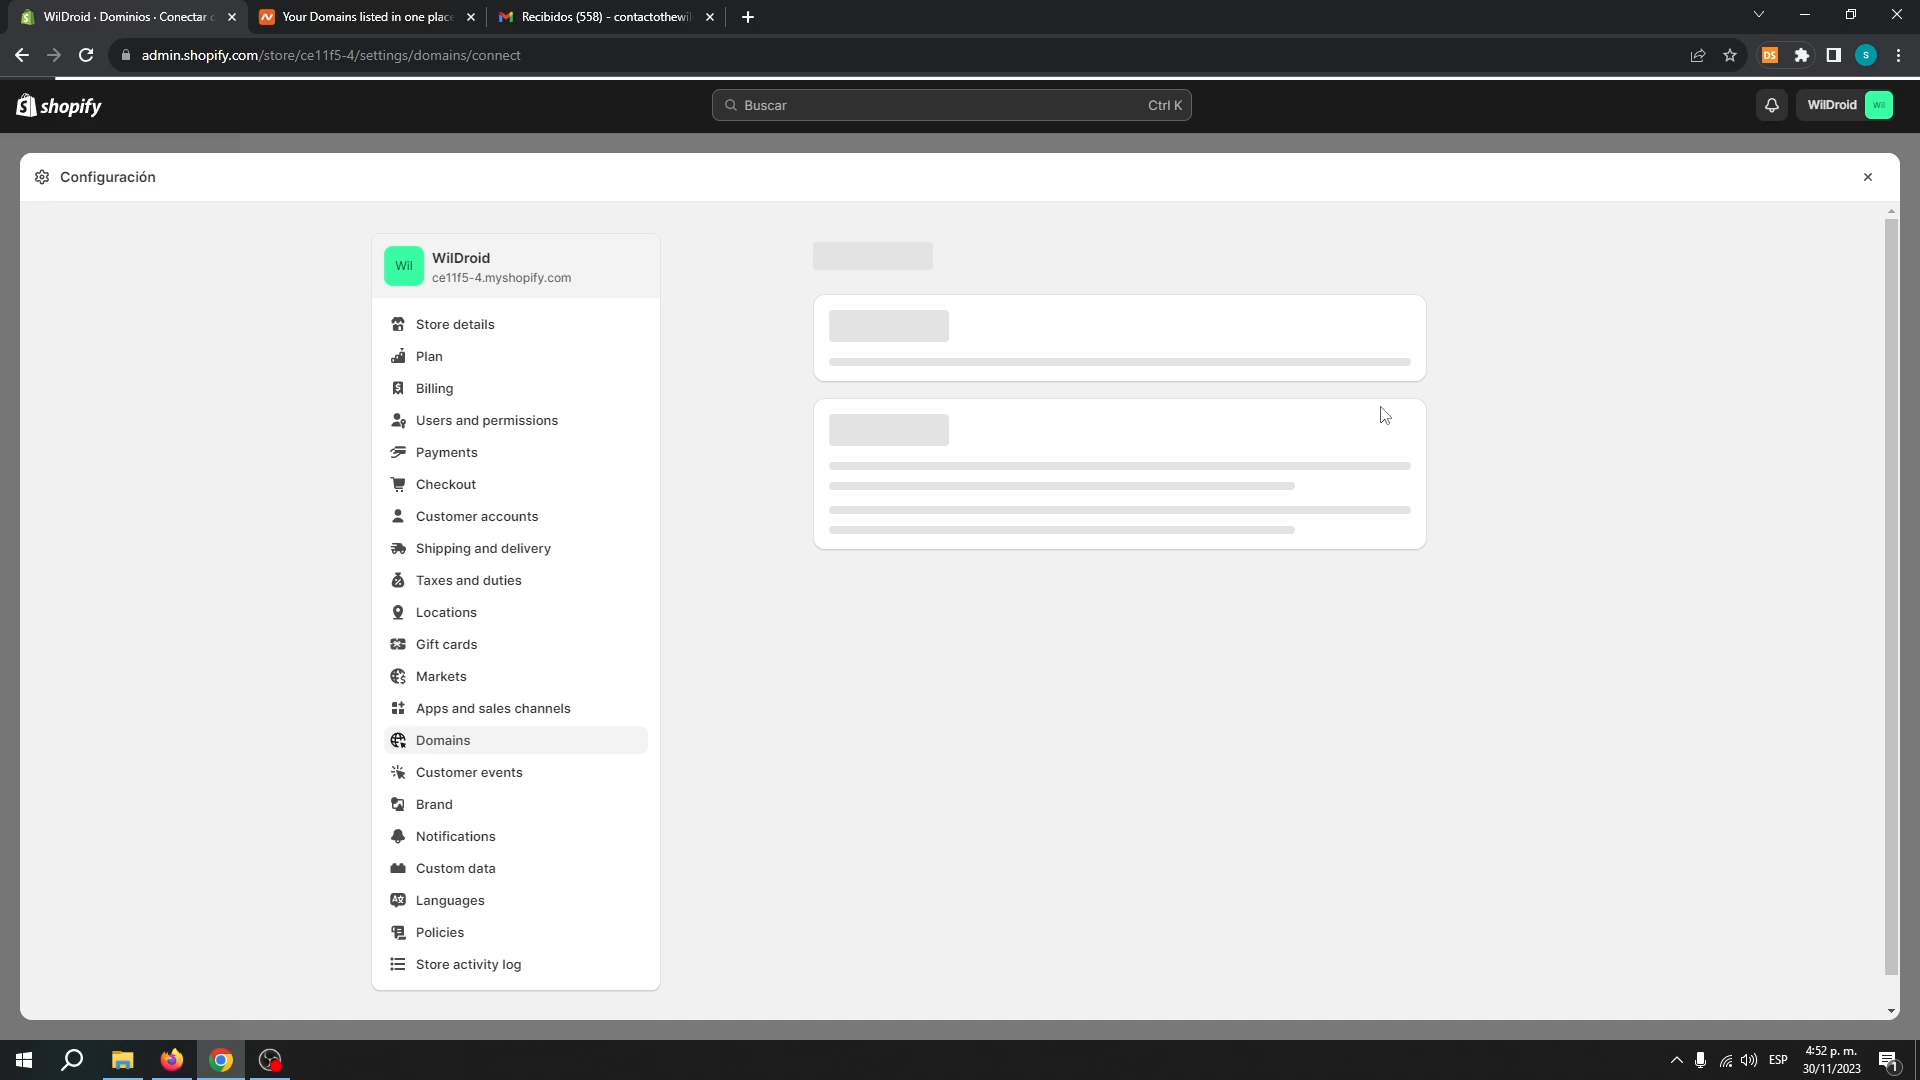 WilDroid · Dominios · Conectar
Your Domains listed in one place
Recibidos (558) - contactothewil
admin.shopify.com/store/ce11f5-4/settings/domains/connect
DS
S
shopify
Buscar
Ctrl K
WilDroid
Wil
Configuración
Wil
WilDroid
ce11f5-4.myshopify.com
Store details
Plan
Billing
Users and permissions
Payments
Checkout
Customer accounts
Shipping and delivery
Taxes and duties
Locations
Gift cards
Markets
Apps and sales channels
Domains
Customer events
Brand
Notifications
Custom data
Languages
Policies
Store activity log
ESP
4:52 p. m.
30/11/2023
1